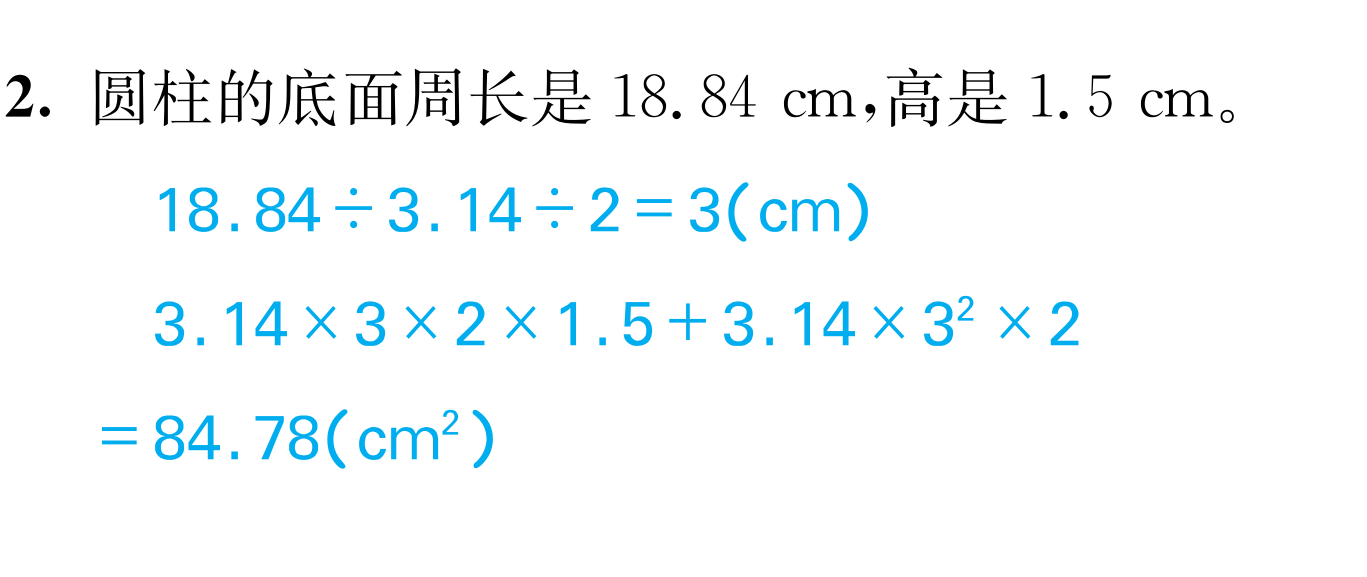 2. 圆柱的底面周长是 18.84 cm,高是 1.5 cm。
18.84÷3.14÷2=3(cm)
3.14×3×2×1.5+3.14×3²×2
=84.78(cm²)